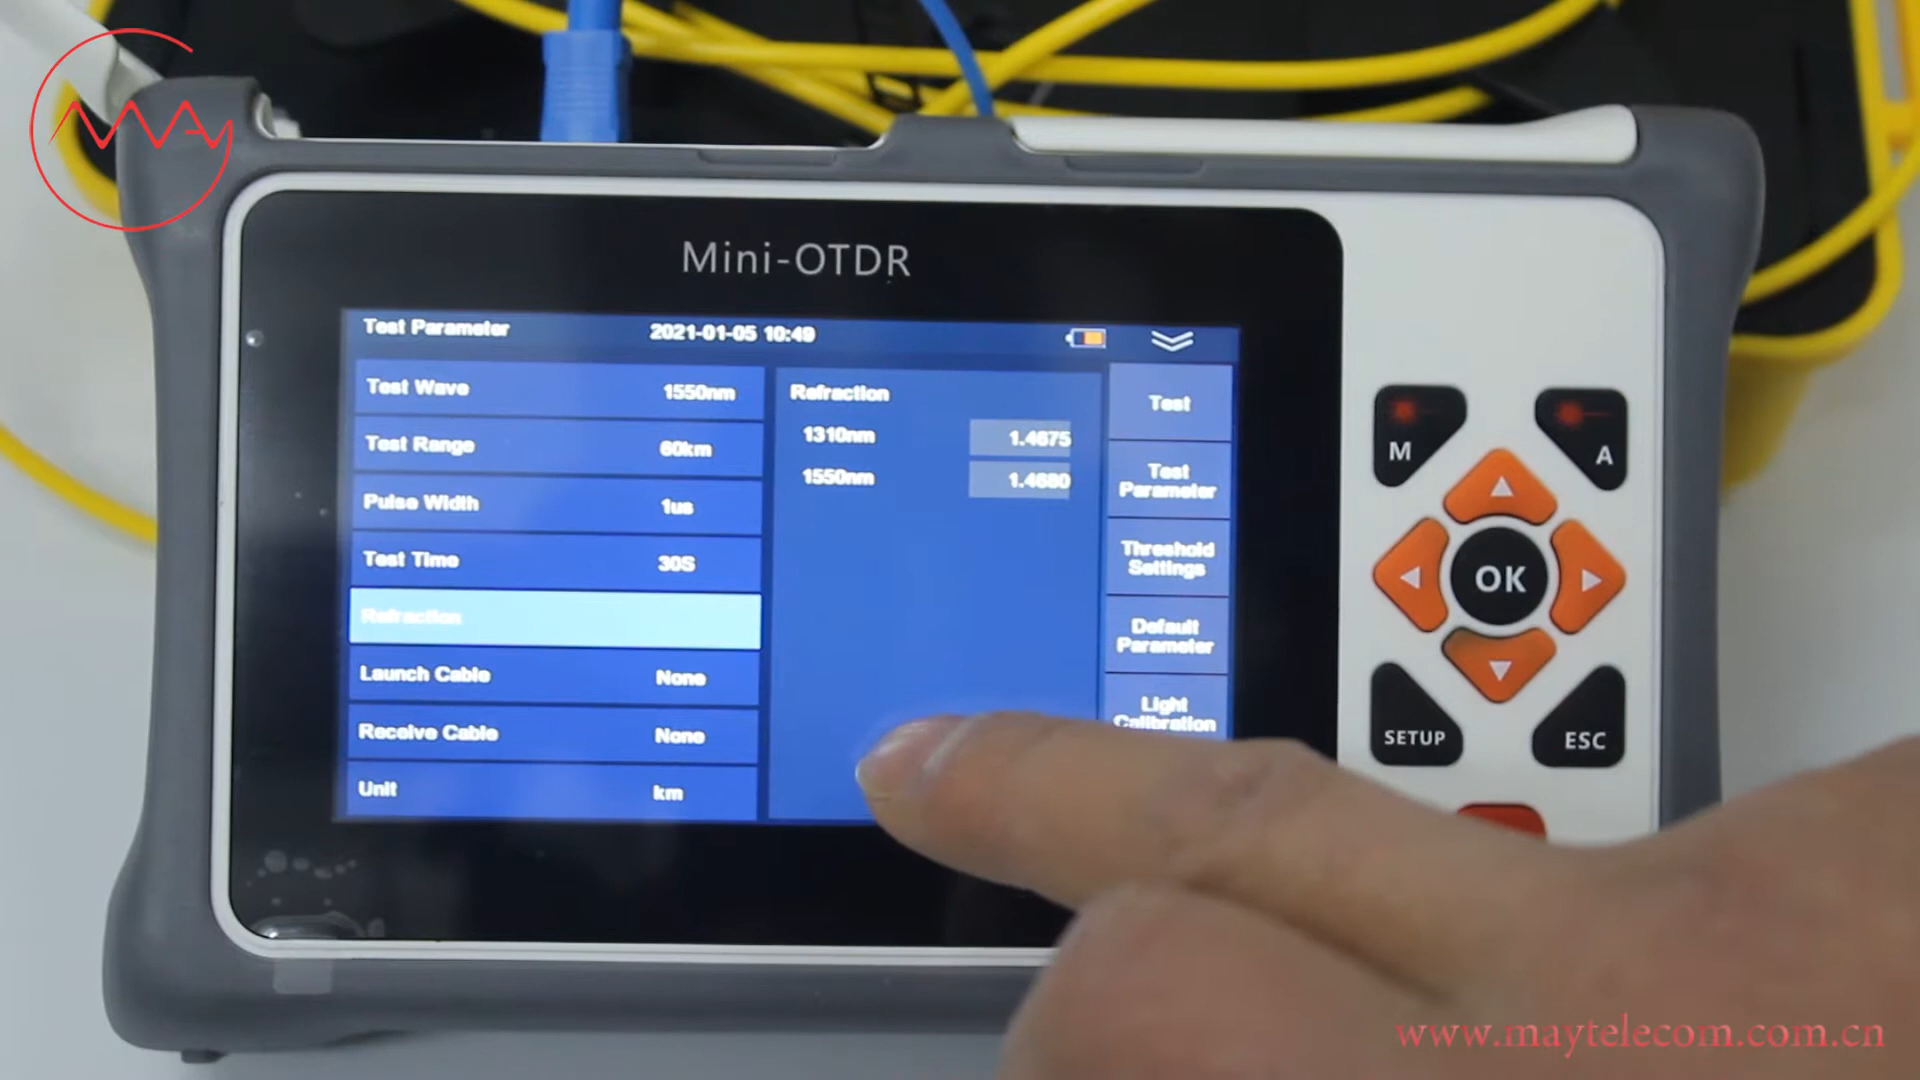 MAY
Mini-OTDR
Test Parameter 2021-01-05 10:49
Test Wave 1550nm
Test Range 60km
Pulse Width 1us
Test Time 30S
Refraction
Launch Cable None
Receive Cable None
Unit km
Refraction
1310nm 1.4675
1550nm 1.4680
Test
Test
Parameter
Threshold
Settings
Default
Parameter
Light
Calibration
M
A
OK
SETUP
ESC
www.maytelecom.com.cn